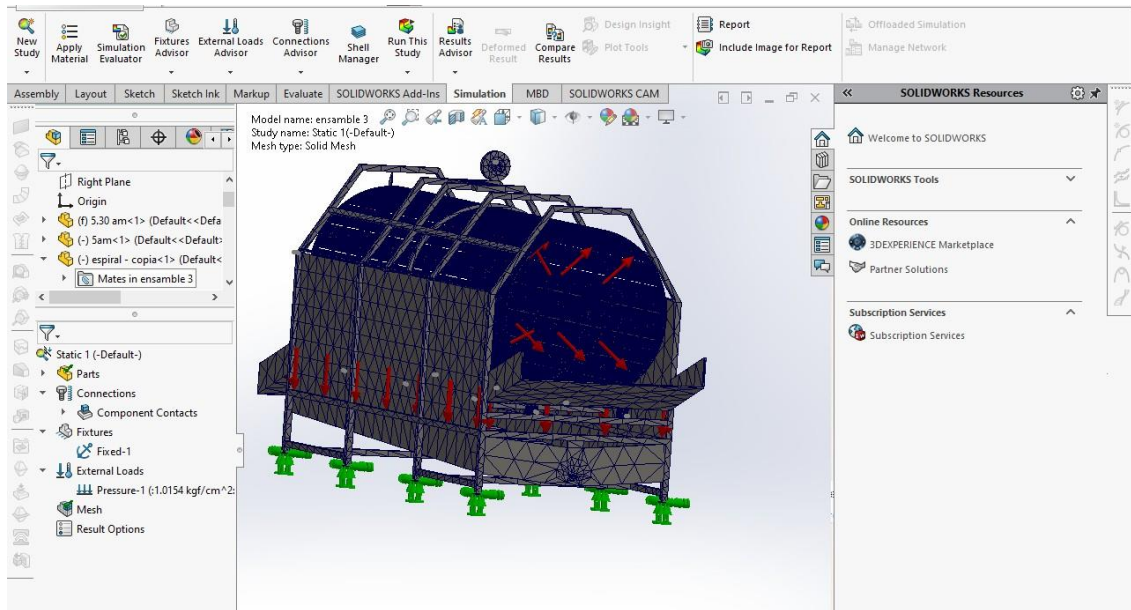 New Study
Apply Material
Simulation Evaluator
Fixtures Advisor
External Loads Advisor
Connections Advisor
Shell Manager
Run This Study
Results Advisor
Deformed Result
Compare Results
Design Insight
Plot Tools
Report
Include Image for Report
Offloaded Simulation
Manage Network
Assembly
Layout
Sketch
Sketch Ink
Markup
Evaluate
SOLIDWORKS Add-Ins
Simulation
MBD
SOLIDWORKS CAM
Model name: ensamble 3
Study name: Static 1(-Default-)
Mesh type: Solid Mesh
Right Plane
Origin
(f) 5.30 am<1> (Default<<Defa
(-) 5am<1> (Default<<Default>
(-) espiral - copia<1> (Default<
Mates in ensamble 3
Static 1 (-Default-)
Parts
Connections
Component Contacts
Fixtures
Fixed-1
External Loads
Pressure-1 (:1.0154 kgf/cm^2:
Mesh
Result Options
SOLIDWORKS Resources
Welcome to SOLIDWORKS
SOLIDWORKS Tools
Online Resources
3DEXPERIENCE Marketplace
Partner Solutions
Subscription Services
Subscription Services